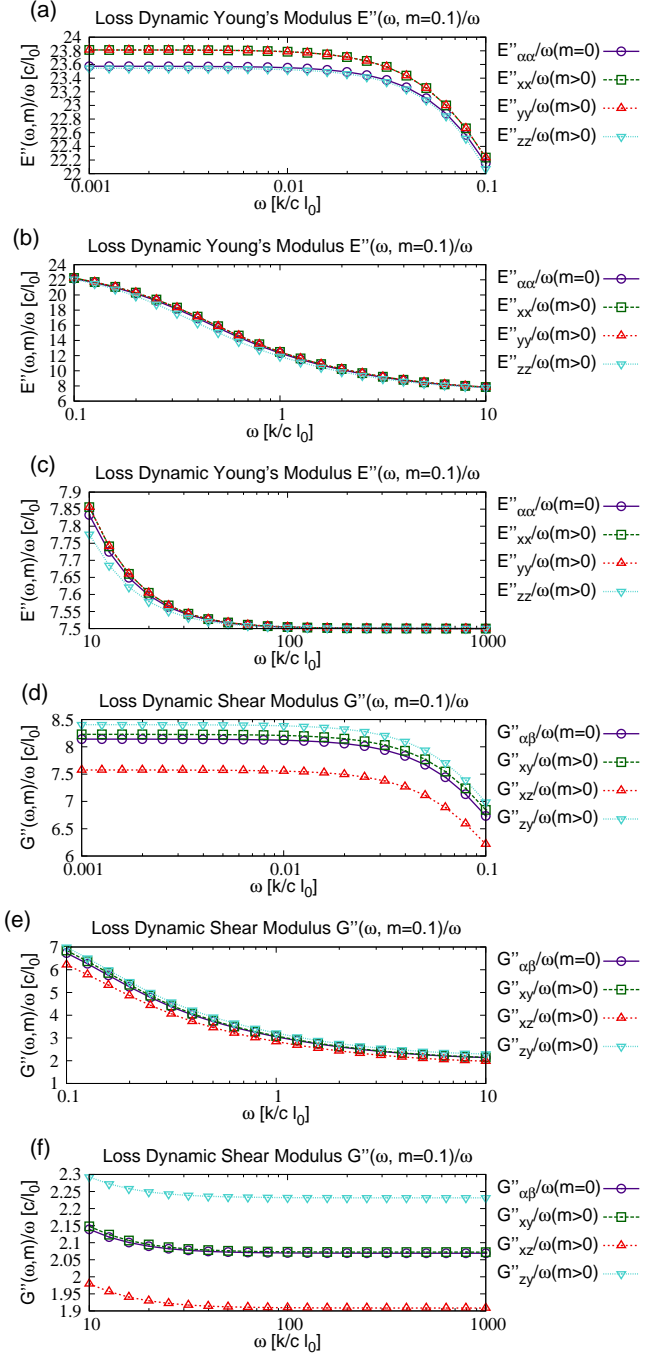 (a)
Loss Dynamic Young's Modulus E''(ω, m=0.1)/ω
E''(ω,m)/ω [c/l0]
24
23.8
23.6
23.4
23.2
23
22.8
22.6
22.4
22.2
22
0.001
0.01
0.1
ω [k/c l0]
E''αα/ω(m=0)
E''xx/ω(m>0)
E''yy/ω(m>0)
E''zz/ω(m>0)
(b)
Loss Dynamic Young's Modulus E''(ω, m=0.1)/ω
E''(ω,m)/ω [c/l0]
24
22
20
18
16
14
12
10
8
6
0.1
1
10
ω [k/c l0]
E''αα/ω(m=0)
E''xx/ω(m>0)
E''yy/ω(m>0)
E''zz/ω(m>0)
(c)
Loss Dynamic Young's Modulus E''(ω, m=0.1)/ω
E''(ω,m)/ω [c/l0]
7.9
7.85
7.8
7.75
7.7
7.65
7.6
7.55
7.5
10
100
1000
ω [k/c l0]
E''αα/ω(m=0)
E''xx/ω(m>0)
E''yy/ω(m>0)
E''zz/ω(m>0)
(d)
Loss Dynamic Shear Modulus G''(ω, m=0.1)/ω
G''(ω,m)/ω [c/l0]
8.5
8
7.5
7
6.5
6
0.001
0.01
0.1
ω [k/c l0]
G''αβ/ω(m=0)
G''xy/ω(m>0)
G''xz/ω(m>0)
G''zy/ω(m>0)
(e)
Loss Dynamic Shear Modulus G''(ω, m=0.1)/ω
G''(ω,m)/ω [c/l0]
7
6
5
4
3
2
1
0.1
1
10
ω [k/c l0]
G''αβ/ω(m=0)
G''xy/ω(m>0)
G''xz/ω(m>0)
G''zy/ω(m>0)
(f)
Loss Dynamic Shear Modulus G''(ω, m=0.1)/ω
G''(ω,m)/ω [c/l0]
2.3
2.25
2.2
2.15
2.1
2.05
2
1.95
1.9
10
100
1000
ω [k/c l0]
G''αβ/ω(m=0)
G''xy/ω(m>0)
G''xz/ω(m>0)
G''zy/ω(m>0)